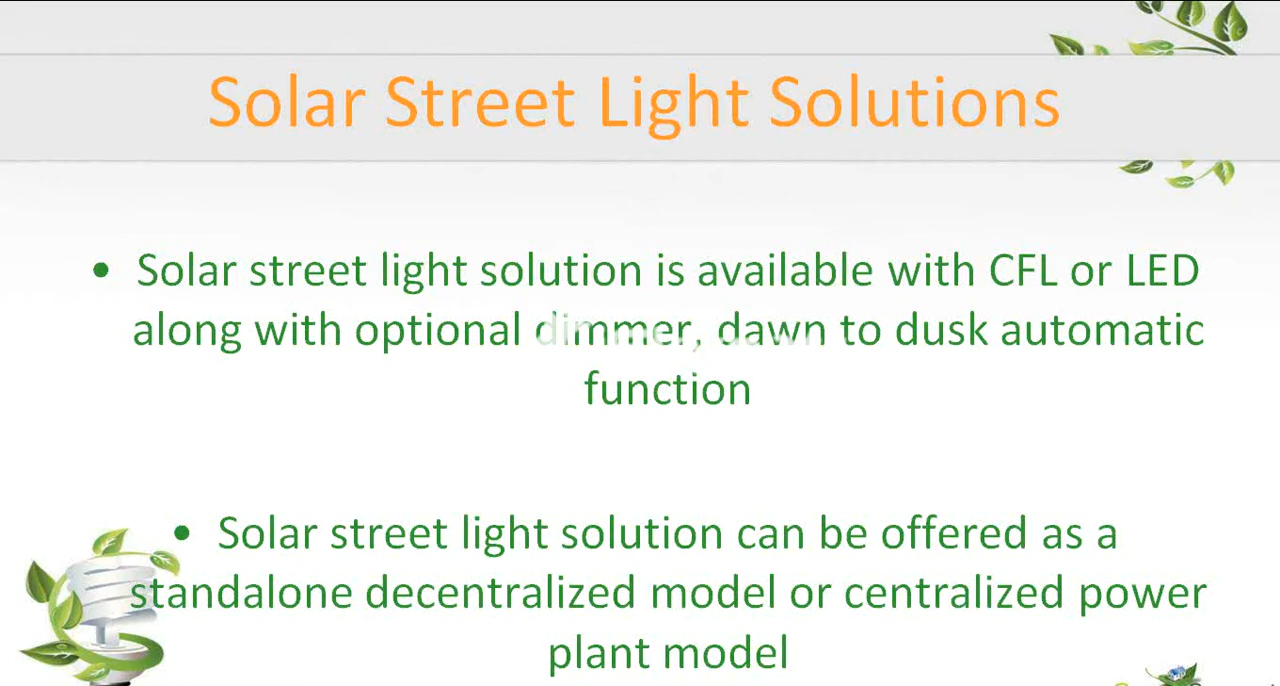 Solar Street Light Solutions
• Solar street light solution is available with CFL or LED
along with optional dimmer, dawn to dusk automatic
function
• Solar street light solution can be offered as a
standalone decentralized model or centralized power
plant model